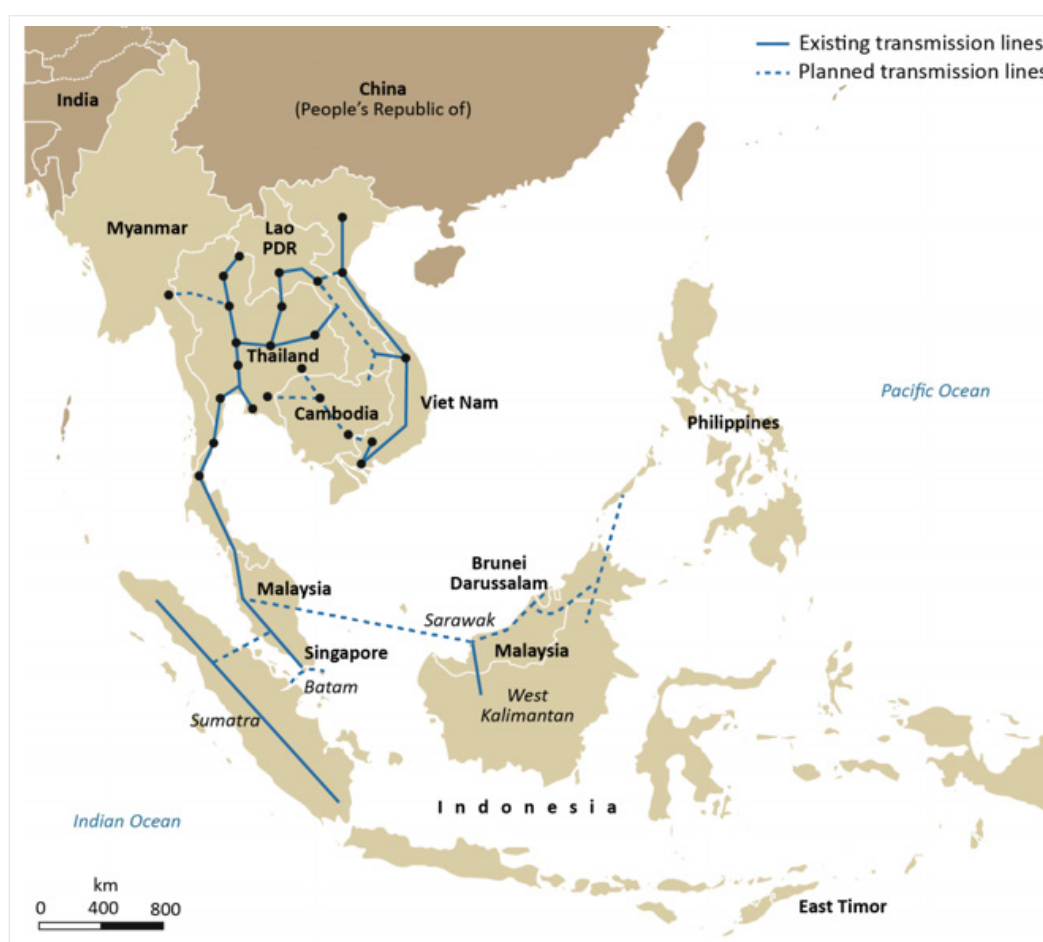 Existing transmission lines
Planned transmission lines
China
(People's Republic of)
India
Myanmar
Lao
PDR
Thailand
Cambodia
Viet Nam
Pacific Ocean
Philippines
Brunei
Darussalam
Malaysia
Sarawak
Malaysia
Singapore
Batam
West
Kalimantan
Sumatra
Indonesia
Indian Ocean
km
0 400 800
East Timor